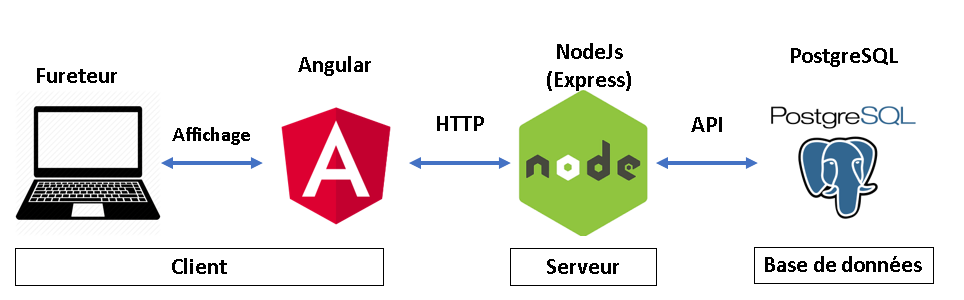 Fureteur
Affichage
Angular
A
HTTP
NodeJs
(Express)
node
API
PostgreSQL
PostgreSQL
Client
Serveur
Base de données